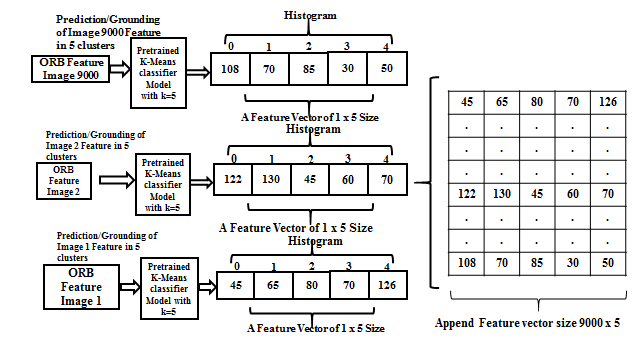 Histogram
Prediction/Grounding
of Image 9000 Feature
in 5 clusters
ORB Feature
Image 9000
Pretrained
K-Means
classifier
Model
with k=5
0 1 2 3 4
108 70 85 30 50
A Feature Vector of 1 x 5 Size
Histogram
Prediction/Grounding of
Image 2 Feature in 5
clusters
ORB
Feature
Image 2
Pretrained
K-Means
classifier
Model
with k=5
0 1 2 3 4
122 130 45 60 70
A Feature Vector of 1 x 5 Size
Histogram
Prediction/Grounding of
Image 1 Feature in 5
clusters
ORB
Feature
Image 1
Pretrained
K-Means
classifier
Model with
k=5
0 1 2 3 4
45 65 80 70 126
A Feature Vector of 1 x 5 Size
45 65 80 70 126
. . . . .
. . . . .
. . . . .
122 130 45 60 70
. . . . .
. . . . .
108 70 85 30 50
Append Feature vector size 9000 x 5